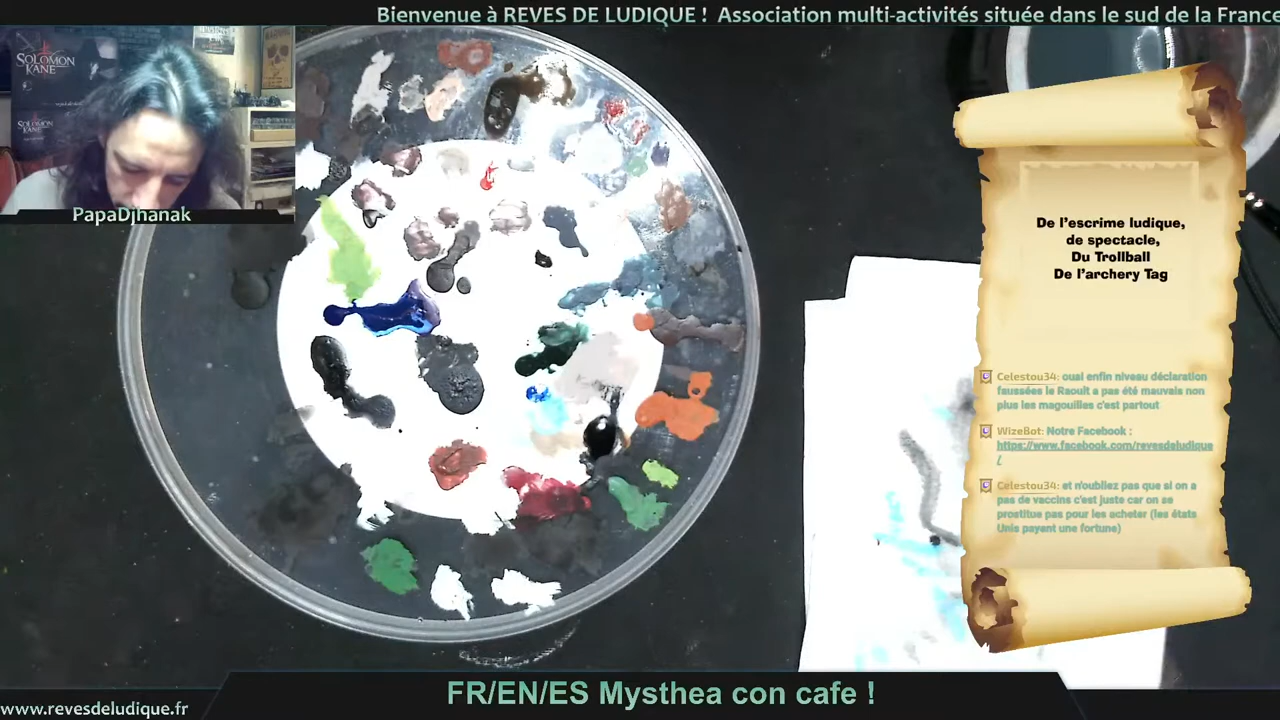 Bienvenue à REVES DE LUDIQUE ! Association multi-activités située dans le sud de la France
SOLOMON
KANE
SOLOMON
KANE
PapaDjhanak
De l'escrime ludique,
de spectacle,
Du Trollball
De l'archery Tag
Celestou34: ouai enfin niveau déclaration
faussées le Raoult a pas été mauvais non
plus les magouilles c'est partout
WizeBot: Notre Facebook :
https://www.facebook.com/revesdeludique
/
Celestou34: et n'oubliez pas que si on a
pas de vaccins c'est juste car on se
prostitue pas pour les acheter (les états
Unis payent une fortune)
FR/EN/ES Mysthea con cafe !
www.revesdeludique.fr